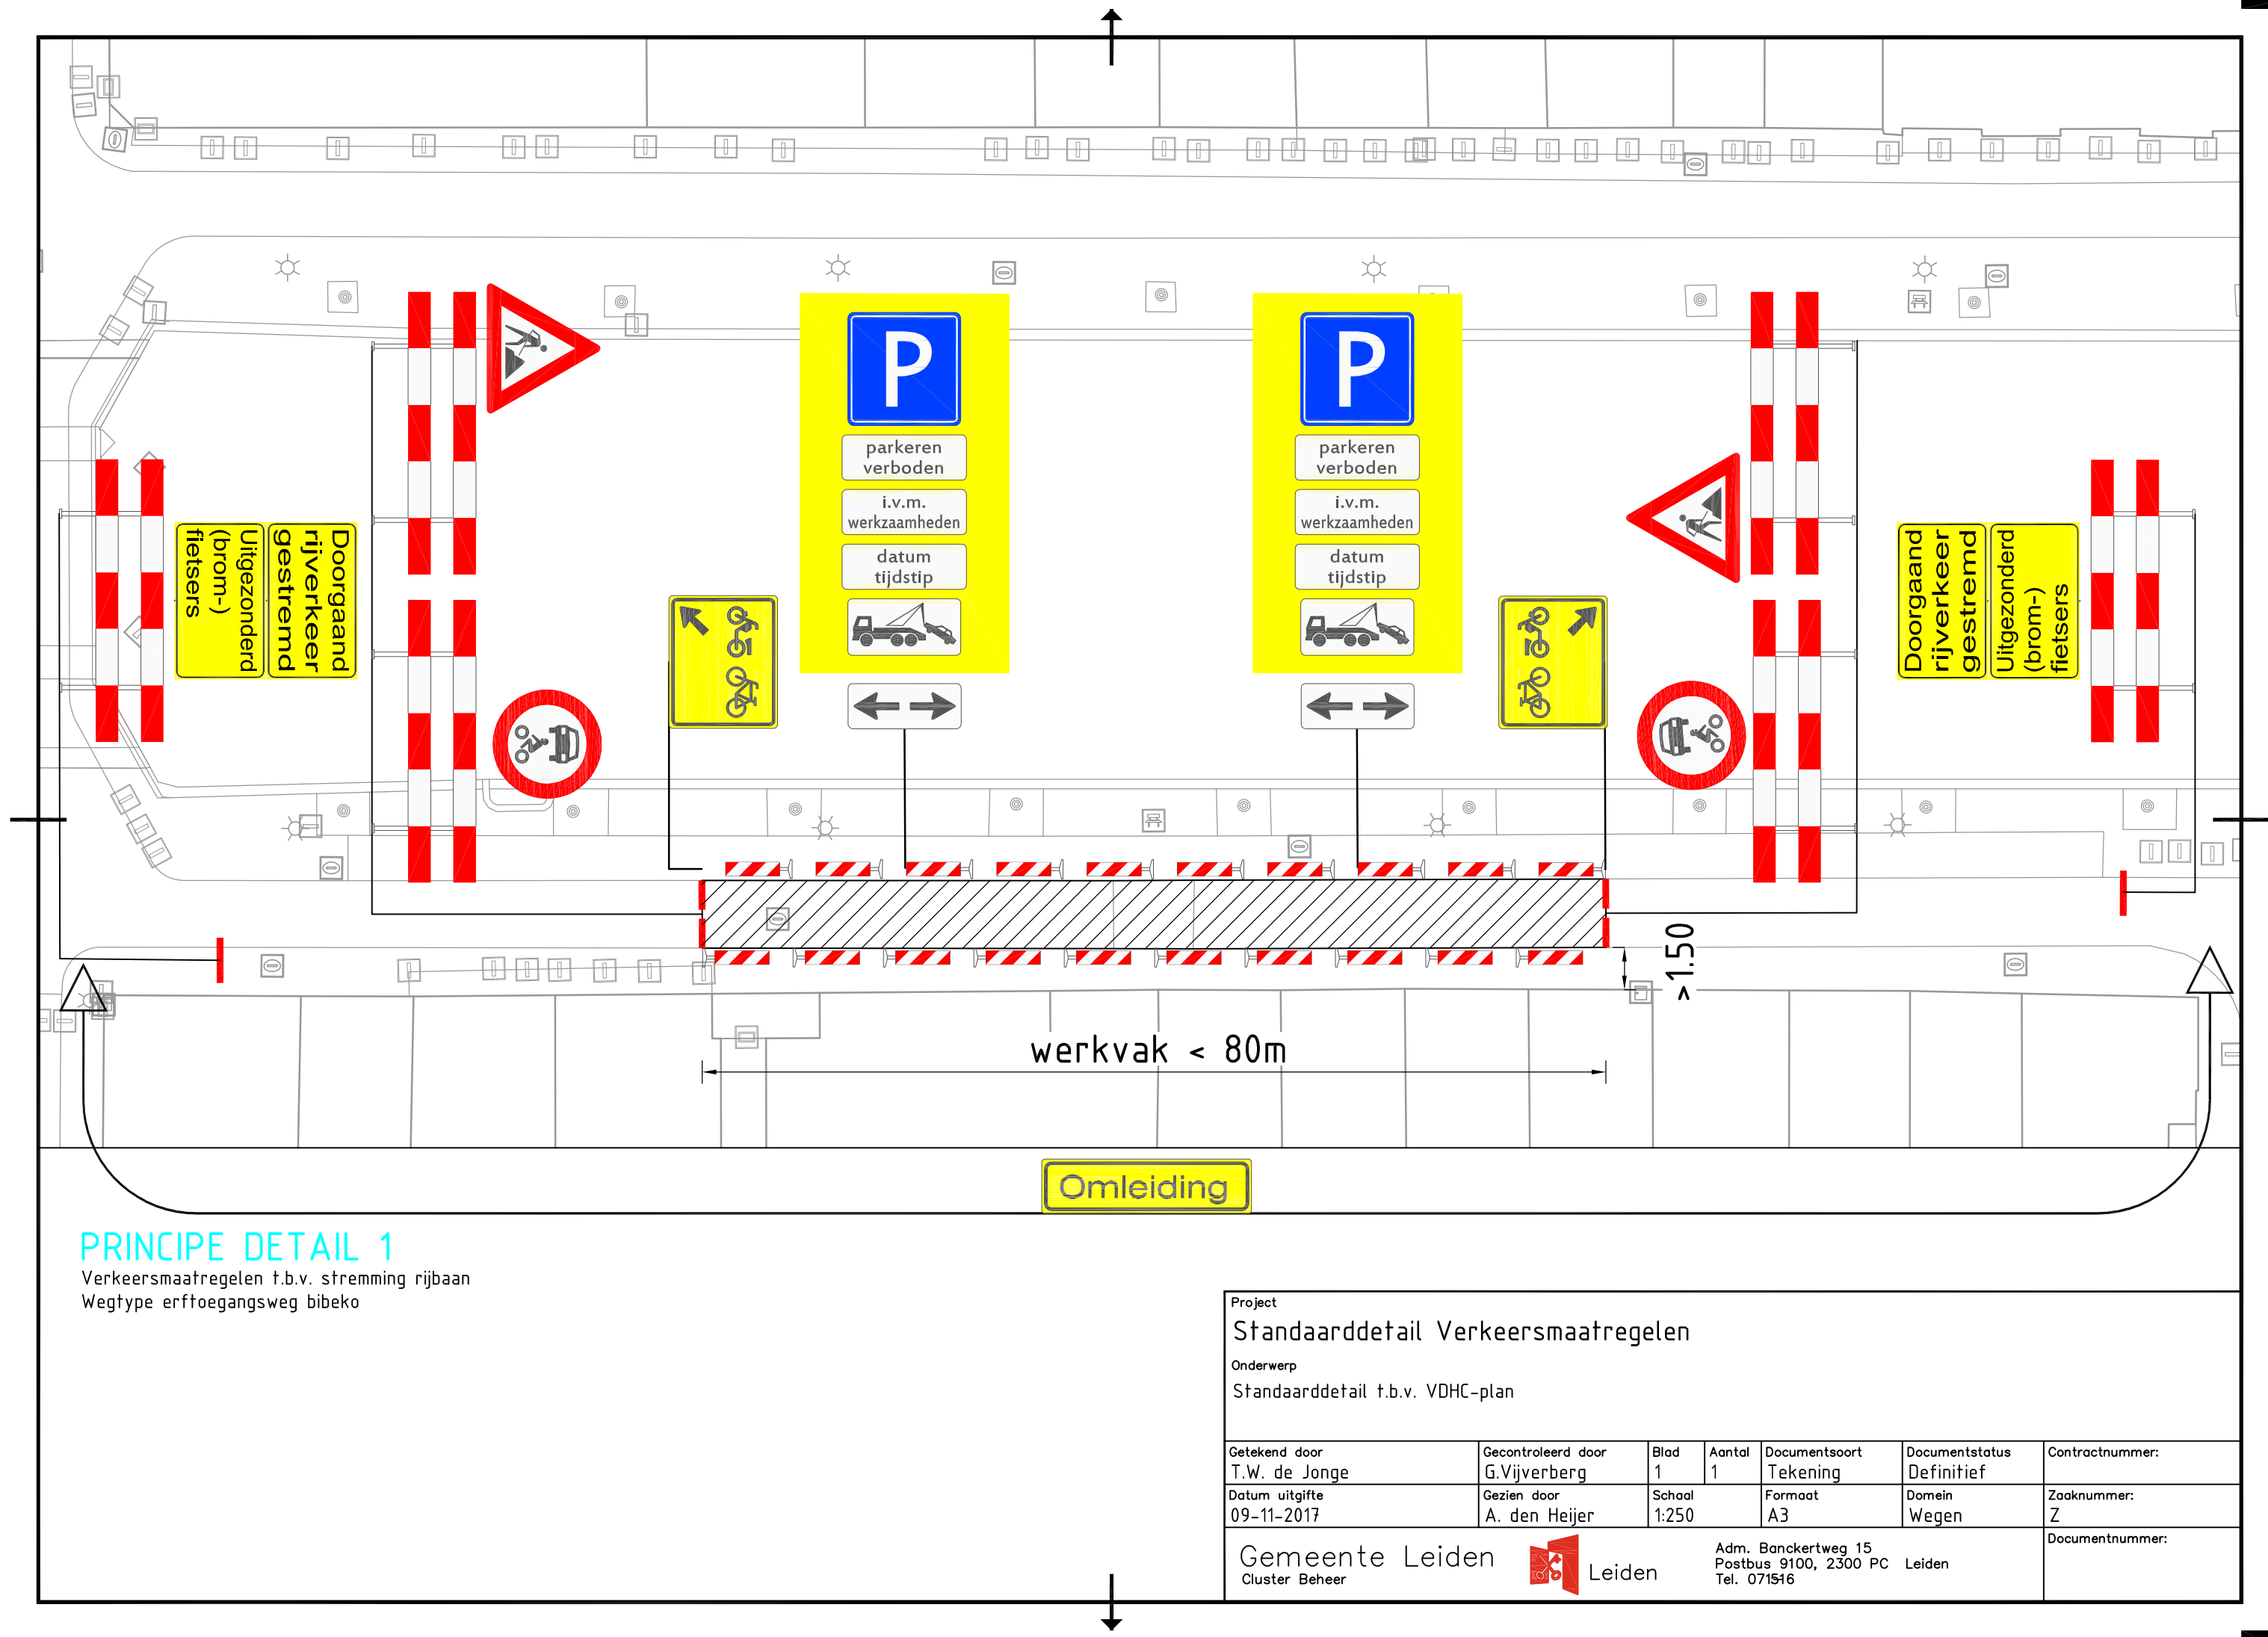 P
parkeren
verboden
i.v.m.
werkzaamheden
datum
tijdstip
P
parkeren
verboden
i.v.m.
werkzaamheden
datum
tijdstip
Doorgaand
rijverkeer
gestremd
Uitgezonderd
(brom-)
fietsers
Doorgaand
rijverkeer
gestremd
Uitgezonderd
(brom-)
fietsers
>1.50
werkvak < 80m
Omleiding
PRINCIPE DETAIL 1
Verkeersmaatregelen t.b.v. stremming rijbaan
Wegtype erftoegangsweg bibeko
Project
Standaarddetail Verkeersmaatregelen
Onderwerp
Standaarddetail t.b.v. VDHC-plan
Getekend door Gecontroleerd door Blad Aantal Documentsoort Documentstatus Contractnummer:
T.W. de Jonge G.Vijverberg 1 1 Tekening Definitief
Datum uitgifte Gezien door Schaal Formaat Domein Zaaknummer:
09-11-2017 A. den Heijer 1:250 A3 Wegen Z
Documentnummer:
Gemeente Leiden
Cluster Beheer
Leiden
Adm. Banckertweg 15
Postbus 9100, 2300 PC Leiden
Tel.